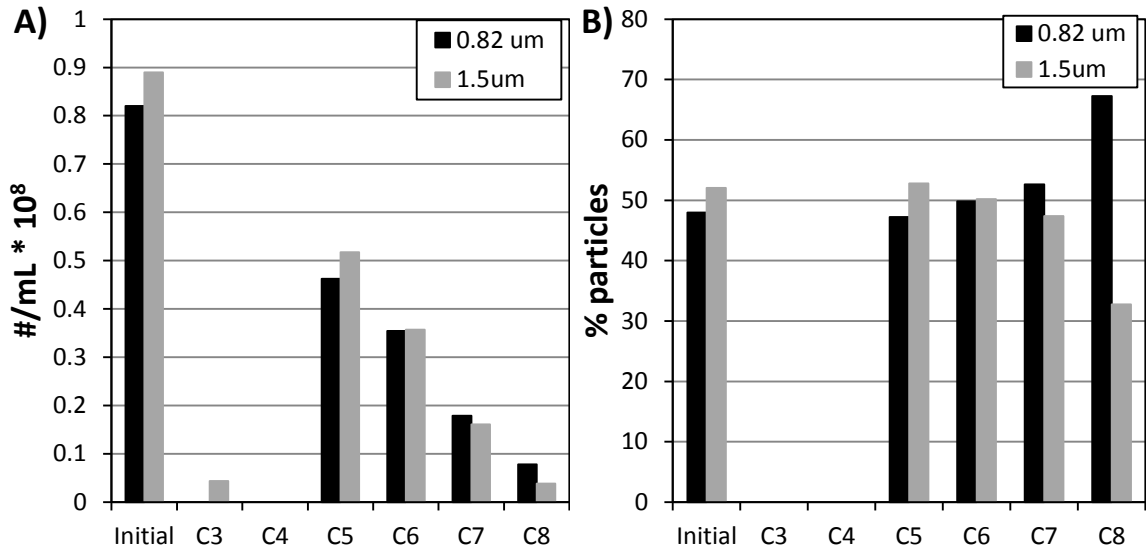 A)
#/mL * 10⁸
1
0.9
0.8
0.7
0.6
0.5
0.4
0.3
0.2
0.1
0
0.82 um
1.5um
Initial C3 C4 C5 C6 C7 C8
B)
% particles
80
70
60
50
40
30
20
10
0
0.82 um
1.5um
Initial C3 C4 C5 C6 C7 C8